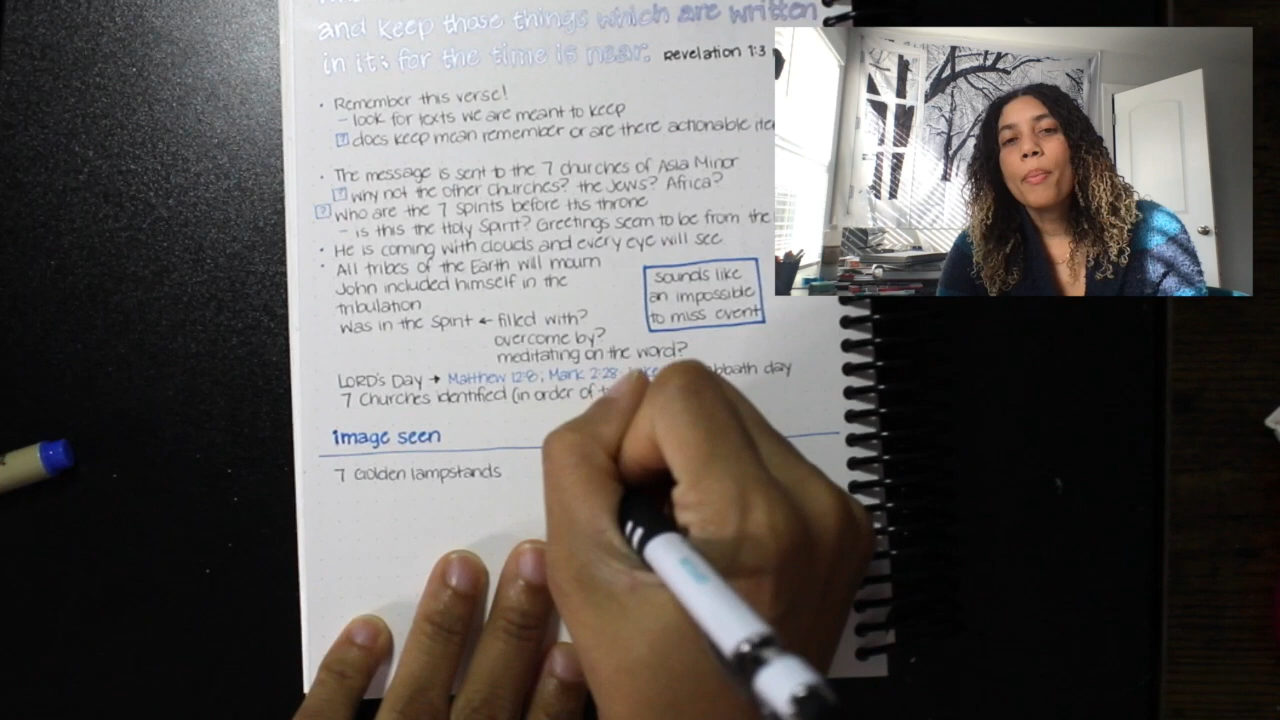 and keep those things which are written
in it: for the time is near. Revelation 1:3
• Remember this verse!
- look for texts we are meant to keep
? does keep mean remember or are there actionable ite
• The message is sent to the 7 churches of Asia Minor
? why not the other churches? the Jews? Africa?
? Who are the 7 spirits before His throne
- is this the Holy Spirit? Greetings seem to be from the
• He is coming with clouds and every eye will see
• All tribes of the Earth will mourn
John included himself in the
tribulation
sounds like
an impossible
to miss event
Was in the Spirit ← filled with?
overcome by?
meditating on the word?
LORD's Day → Matthew 12:8; Mark 2:28; day
7 Churches identified (in order of
image seen
7 Golden lampstands